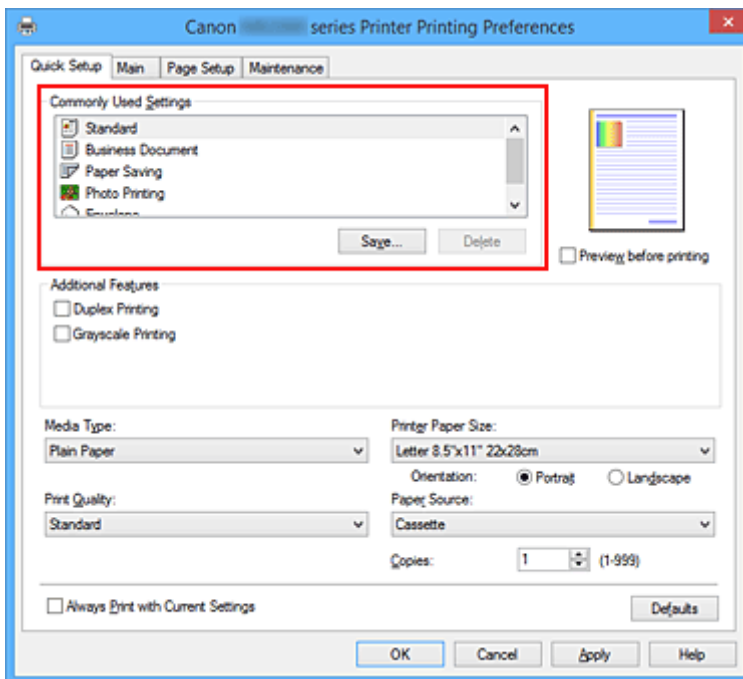 Canon series Printer Printing Preferences
Quick Setup Main Page Setup Maintenance
Commonly Used Settings
Standard
Business Document
Paper Saving
Photo Printing
Envelope
Save... Delete
Preview before printing
Additional Features
Duplex Printing
Grayscale Printing
Media Type:
Plain Paper
Printer Paper Size:
Letter 8.5"x11" 22x28cm
Orientation: Portrait Landscape
Print Quality:
Standard
Paper Source:
Cassette
Copies: 1 (1-999)
Always Print with Current Settings
Defaults
OK Cancel Apply Help